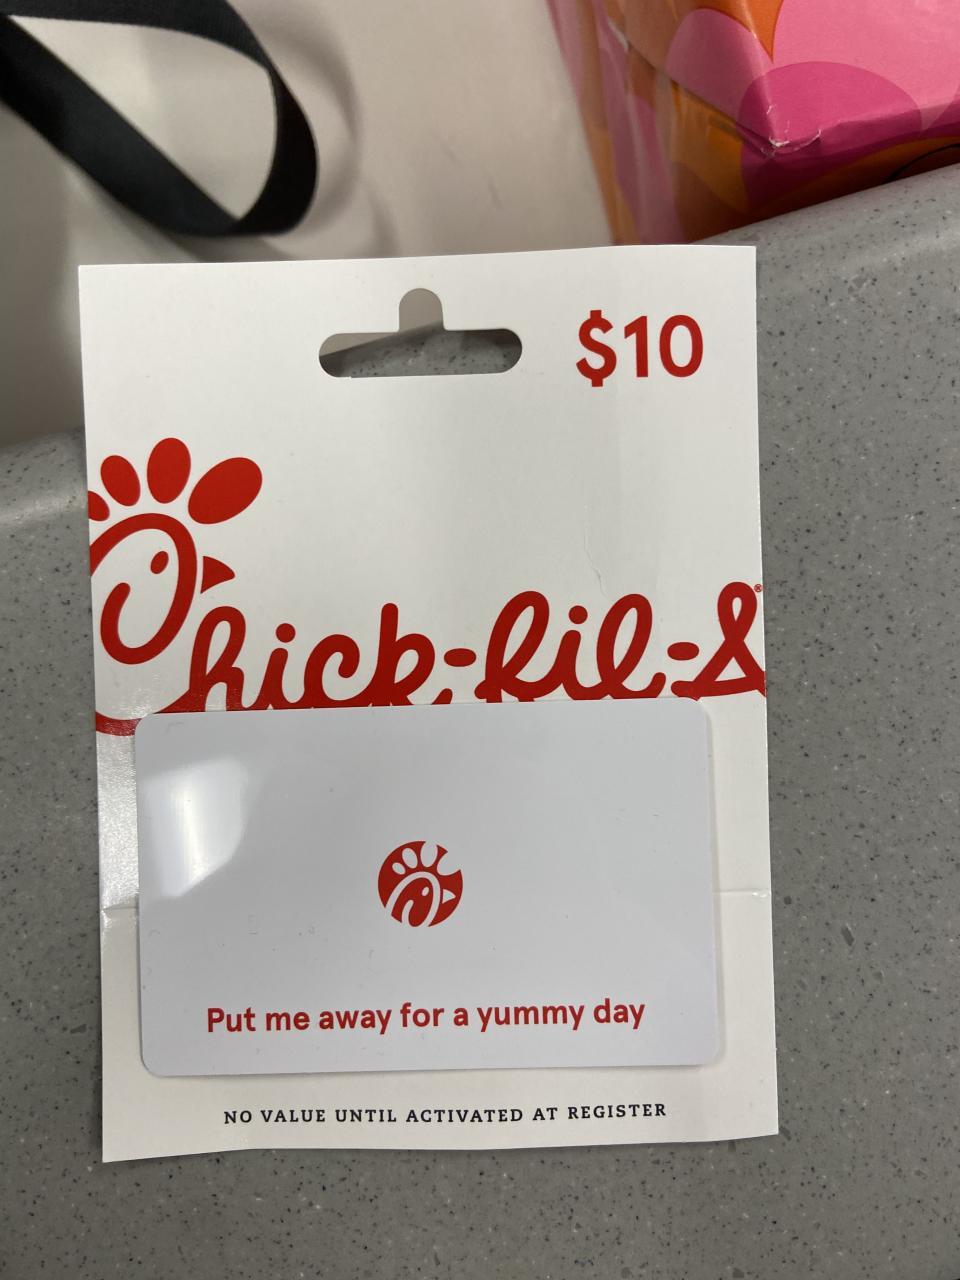 $10
Chick-fil-A®
Put me away for a yummy day
NO VALUE UNTIL ACTIVATED AT REGISTER